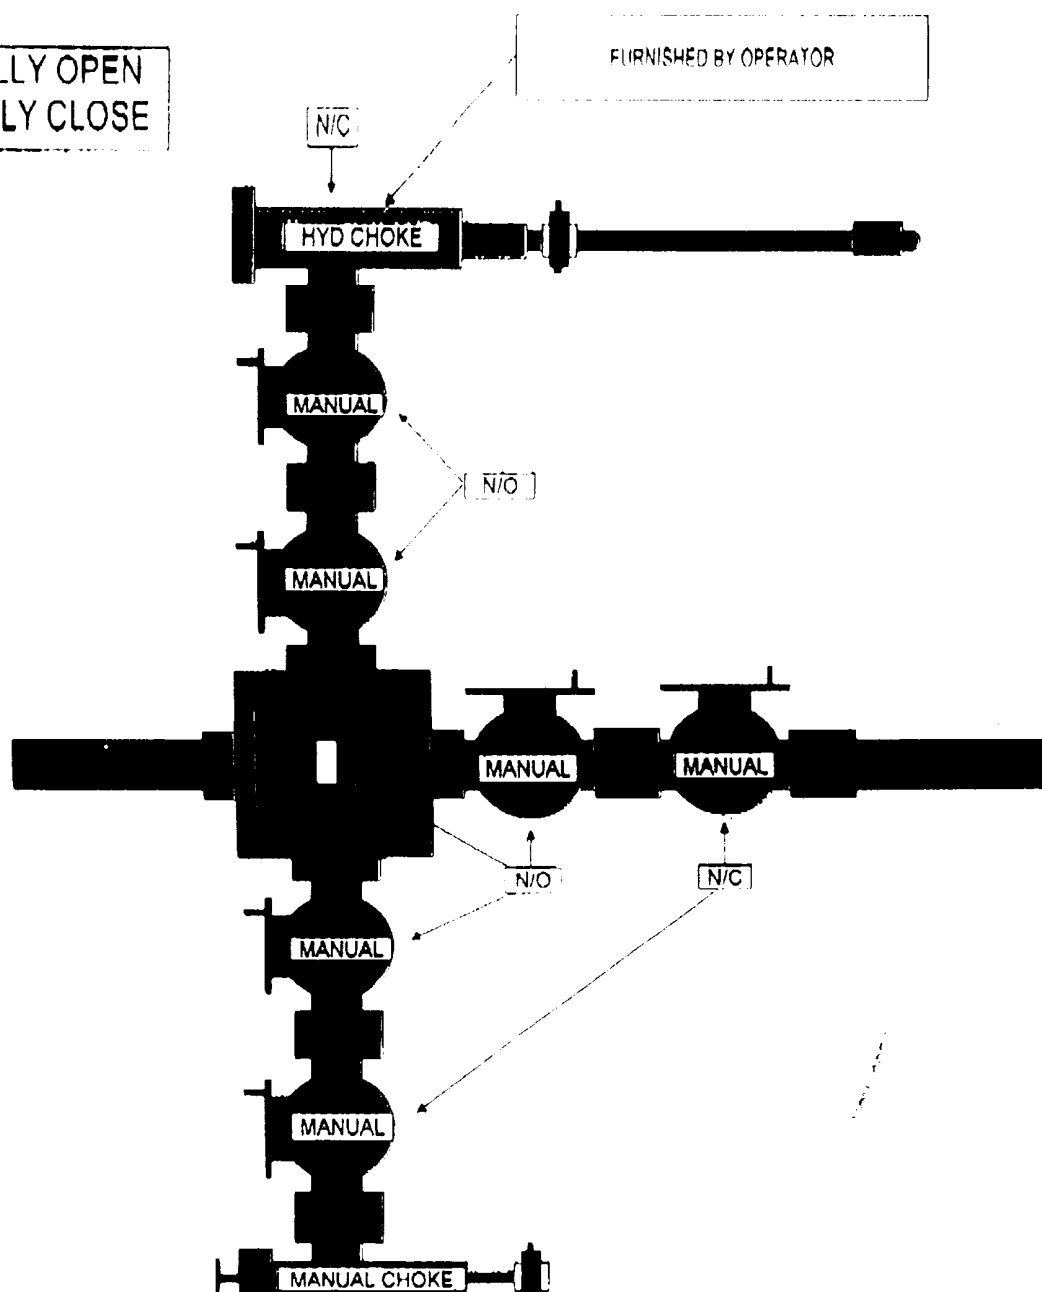 LLY OPEN
LY CLOSE
FURNISHED BY OPERATOR
N/C
HYD CHOKE
MANUAL
N/O
MANUAL
MANUAL
MANUAL
N/O
N/C
MANUAL
MANUAL
MANUAL CHOKE